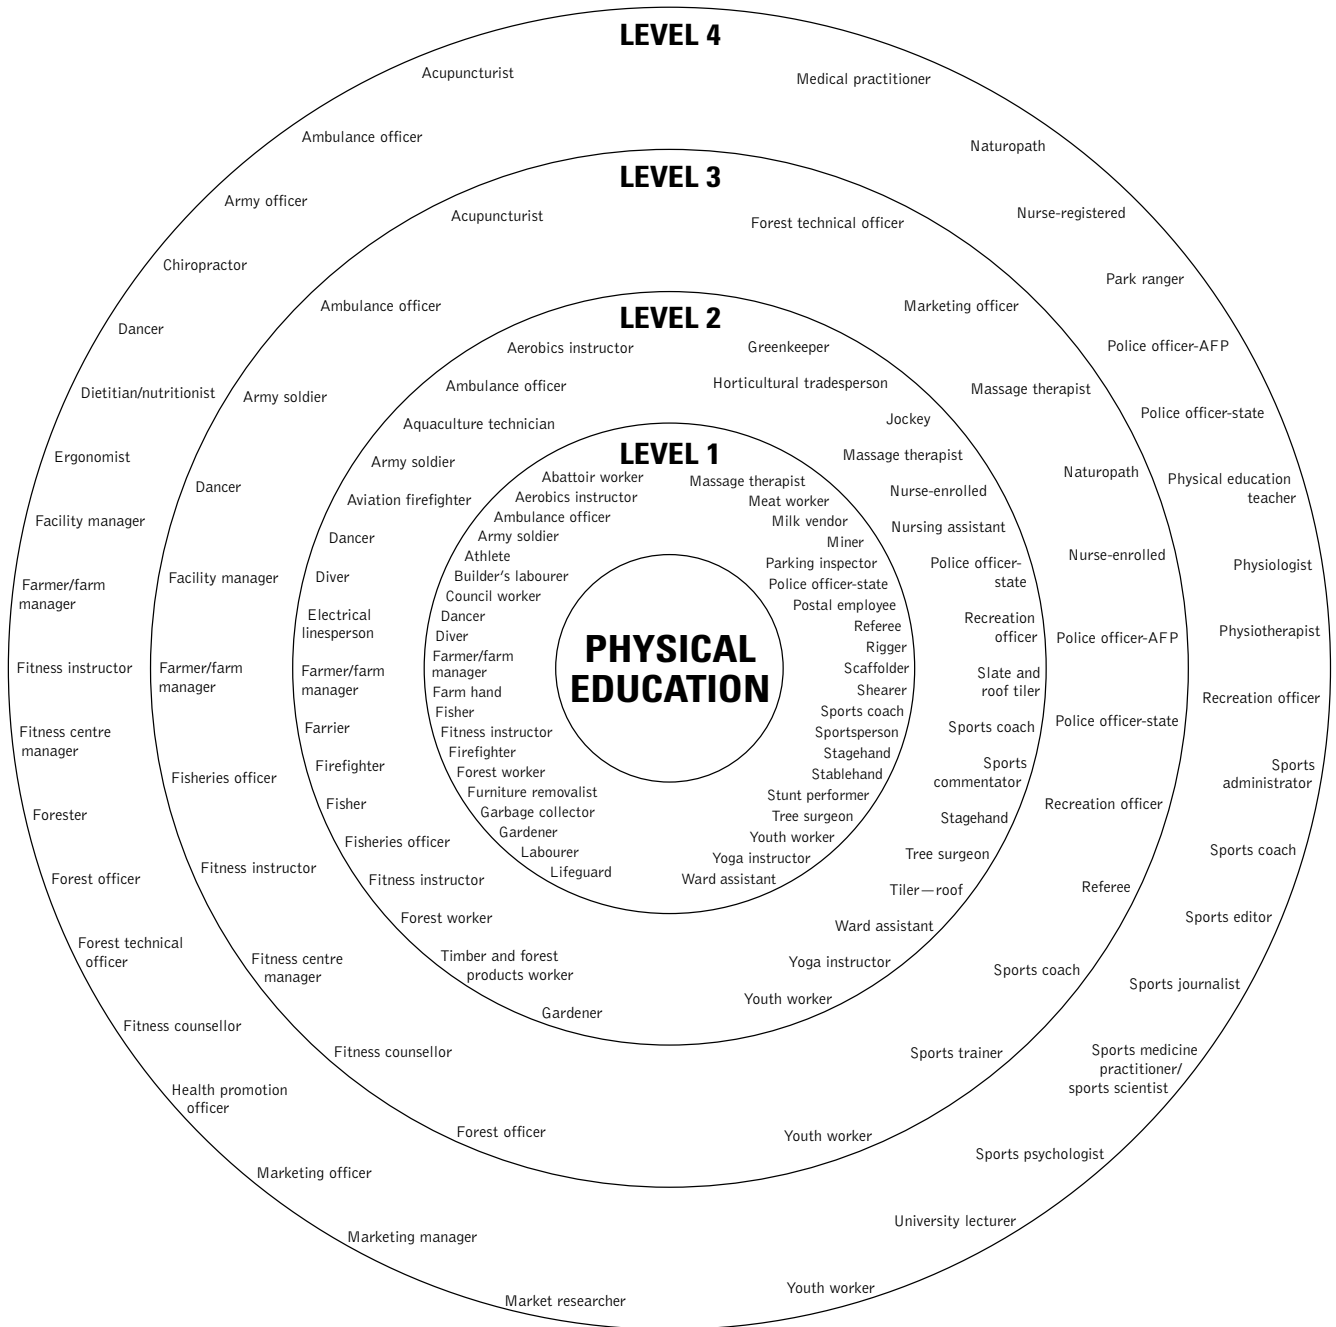 LEVEL 4
Acupuncturist
Ambulance officer
Army officer
Chiropractor
Dancer
Dietitian/nutritionist
Ergonomist
Facility manager
Farmer/farm
manager
Fitness instructor
Fitness centre
manager
Forester
Forest officer
Forest technical
officer
Fitness counsellor
Health promotion
officer
Marketing officer
Marketing manager
Market researcher
Medical practitioner
Naturopath
Nurse-registered
Park ranger
Police officer-AFP
Police officer-state
Physical education
teacher
Physiologist
Physiotherapist
Recreation officer
Sports
administrator
Sports coach
Sports editor
Sports journalist
Sports medicine
practitioner/
sports scientist
Sports psychologist
University lecturer
Youth worker
LEVEL 3
Acupuncturist
Ambulance officer
Army soldier
Dancer
Facility manager
Farmer/farm
manager
Fisheries officer
Fitness instructor
Fitness centre
manager
Fitness counsellor
Forest officer
Forest technical officer
Marketing officer
Massage therapist
Naturopath
Nurse-enrolled
Police officer-AFP
Police officer-state
Recreation officer
Referee
Sports coach
Sports trainer
Youth worker
LEVEL 2
Aerobics instructor
Ambulance officer
Aquaculture technician
Army soldier
Aviation firefighter
Dancer
Diver
Electrical
linesperson
Farmer/farm
manager
Farrier
Firefighter
Fisher
Fisheries officer
Fitness instructor
Forest worker
Timber and forest
products worker
Gardener
Greenkeeper
Horticultural tradesperson
Jockey
Massage therapist
Nurse-enrolled
Nursing assistant
Police officer-
state
Recreation
officer
Slate and
roof tiler
Sports coach
Sports
commentator
Stagehand
Tree surgeon
Tiler—roof
Ward assistant
Yoga instructor
Youth worker
LEVEL 1
Abattoir worker
Aerobics instructor
Ambulance officer
Army soldier
Athlete
Builder's labourer
Council worker
Dancer
Diver
Farmer/farm
manager
Farm hand
Fisher
Fitness instructor
Firefighter
Forest worker
Furniture removalist
Garbage collector
Gardener
Labourer
Lifeguard
Massage therapist
Meat worker
Milk vendor
Miner
Parking inspector
Police officer-state
Postal employee
Referee
Rigger
Scaffolder
Shearer
Sports coach
Sportsperson
Stagehand
Stablehand
Stunt performer
Tree surgeon
Youth worker
Yoga instructor
Ward assistant
PHYSICAL
EDUCATION